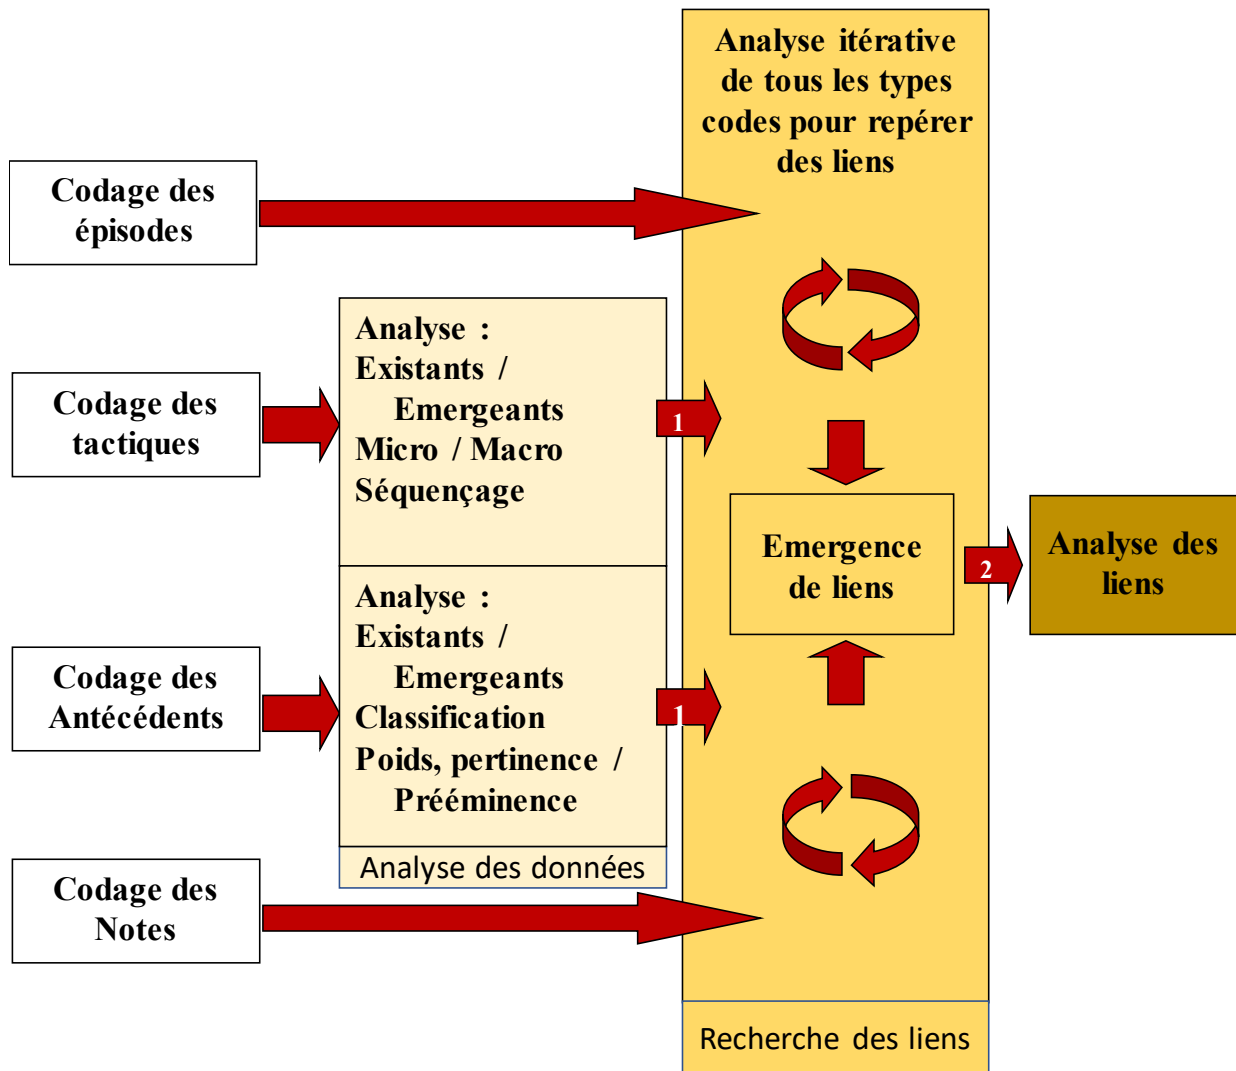 Analyse itérative
de tous les types
codes pour repérer
des liens
Codage des
épisodes
Analyse :
Existants /
Emergeants
Micro / Macro
Séquençage
Codage des
tactiques
1
Emergence
de liens
2
Analyse des
liens
Analyse :
Existants /
Emergeants
Classification
Poids, pertinence /
Prééminence
Codage des
Antécédents
1
Analyse des données
Codage des
Notes
Recherche des liens